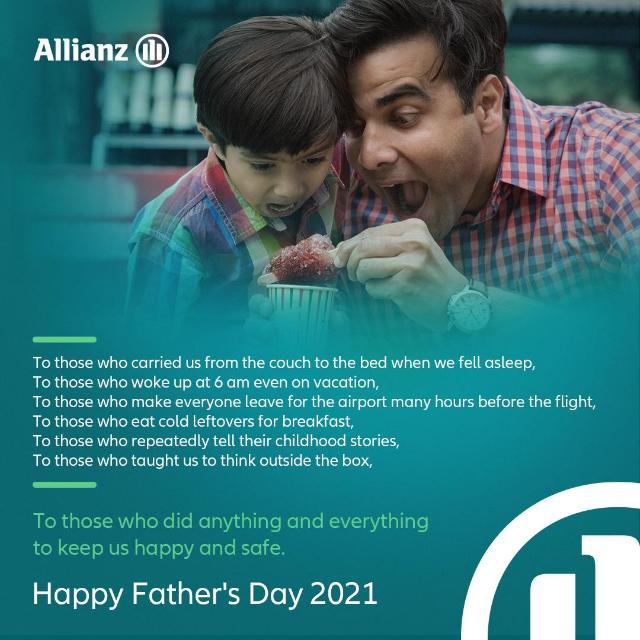 Allianz
To those who carried us from the couch to the bed when we fell asleep,
To those who woke up at 6 am even on vacation,
To those who make everyone leave for the airport many hours before the flight,
To those who eat cold leftovers for breakfast,
To those who repeatedly tell their childhood stories,
To those who taught us to think outside the box,
To those who did anything and everything
to keep us happy and safe.
Happy Father's Day 2021